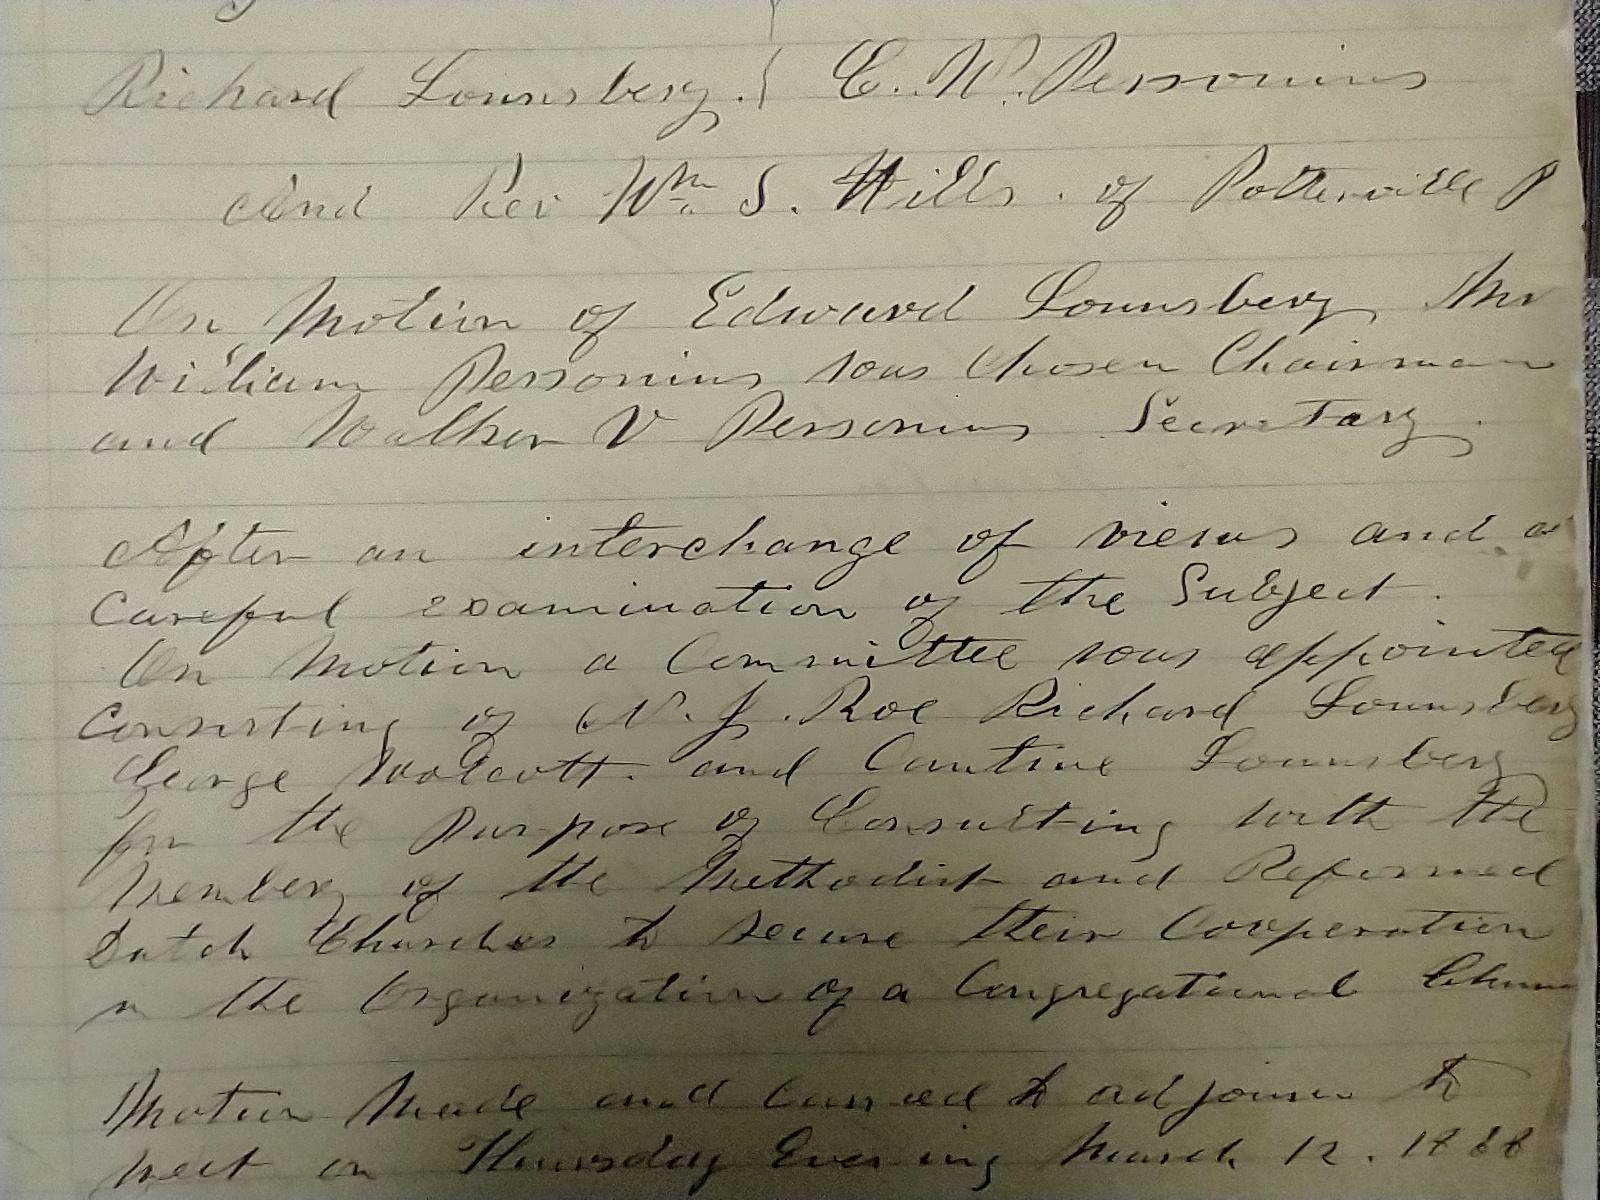 Richard Lounsbery. } C. W. Personius
And Rev Wm S. Hills. of Potterville P
On Motion of Edward Lounsbery Mr
William Personius was Chosen Chairman
and Walker V Personius Secretary.
After an interchange of views and a
Careful examination of the Subject.
On Motion a Committee was appointed
Consisting of N. J. Roe Richard Lounsbery
George Wolcott. and Cantine Lounsbery
for the Purpose of Consulting with the
Members of the Methodist and Reformed
Dutch Churches to secure their Cooperation
in the Organization of a Congregational
Motion Made and Carried to adjourn to
meet on Thursday Evening March 12. 1868